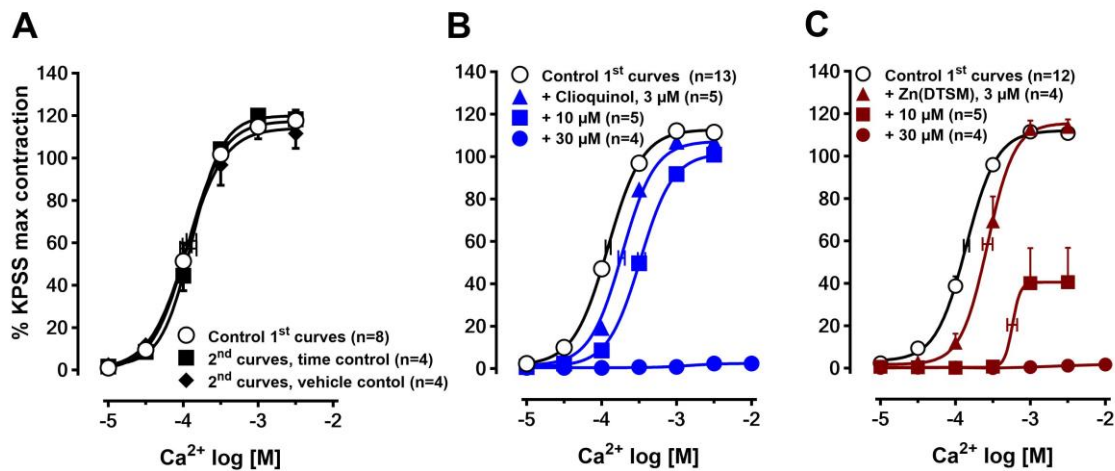 A
% KPSS max contraction
140
120
100
80
60
40
20
0
Control 1st curves (n=8)
2nd curves, time control (n=4)
2nd curves, vehicle contol (n=4)
-5 -4 -3 -2
Ca2+ log [M]
B
140
120
100
80
60
40
20
0
Control 1st curves (n=13)
+ Clioquinol, 3 µM (n=5)
+ 10 µM (n=5)
+ 30 µM (n=4)
-5 -4 -3 -2
Ca2+ log [M]
C
140
120
100
80
60
40
20
0
Control 1st curves (n=12)
+ Zn(DTSM), 3 µM (n=4)
+ 10 µM (n=5)
+ 30 µM (n=4)
-5 -4 -3 -2
Ca2+ log [M]